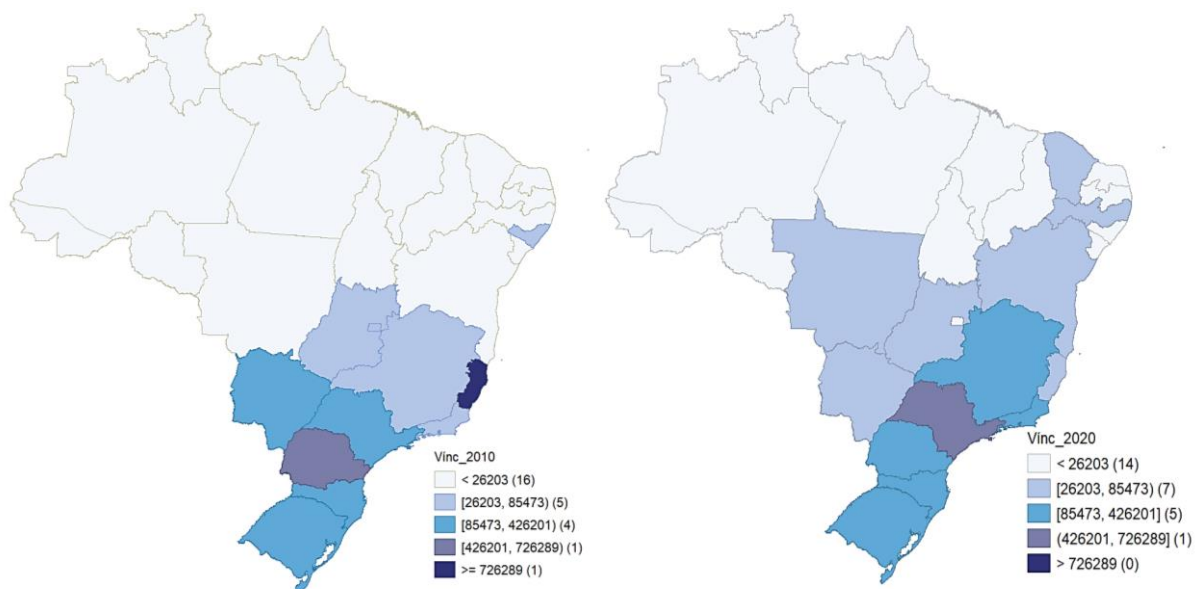 Vinc_2010
< 26203 (16)
[26203, 85473) (5)
[85473, 426201) (4)
[426201, 726289) (1)
>= 726289 (1)
Vinc_2020
< 26203 (14)
[26203, 85473) (7)
[85473, 426201] (5)
(426201, 726289] (1)
> 726289 (0)